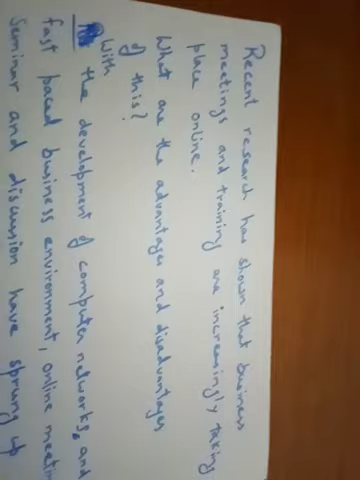 Recent research has shown that business
meetings and training are increasingly taking
place online.
What are the advantages and disadvantages
of this?
With the development of computer networks, and
fast paced business environment, online meetin
Seminar and discussion have sprung up